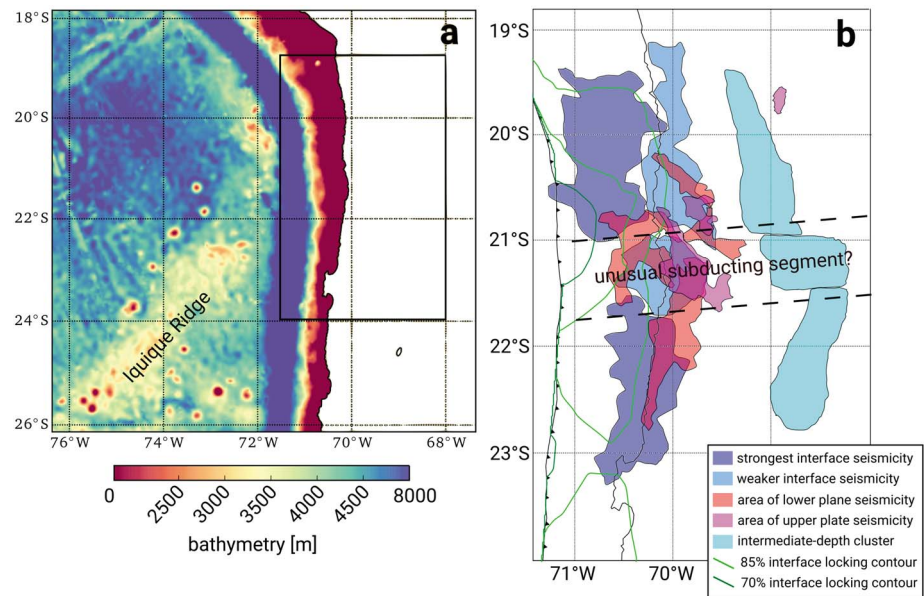 a
18°S
20°S
22°S
24°S
26°S
76°W
74°W
72°W
70°W
68°W
Iquique Ridge
0
2500
3000
3500
4000
4500
8000
bathymetry [m]
b
19°S
20°S
21°S
22°S
23°S
71°W
70°W
unusual subducting segment?
strongest interface seismicity
weaker interface seismicity
area of lower plane seismicity
area of upper plate seismicity
intermediate-depth cluster
85% interface locking contour
70% interface locking contour